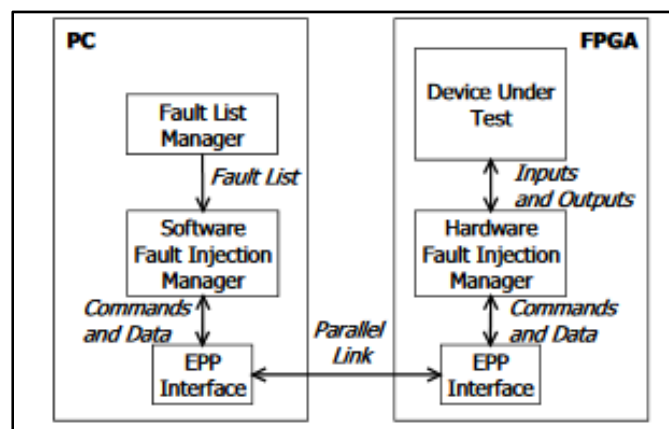 PC
Fault List
Manager
Fault List
Software
Fault Injection
Manager
Commands
and Data
EPP
Interface
Parallel
Link
FPGA
Device Under
Test
Inputs
and Outputs
Hardware
Fault Injection
Manager
Commands
and Data
EPP
Interface